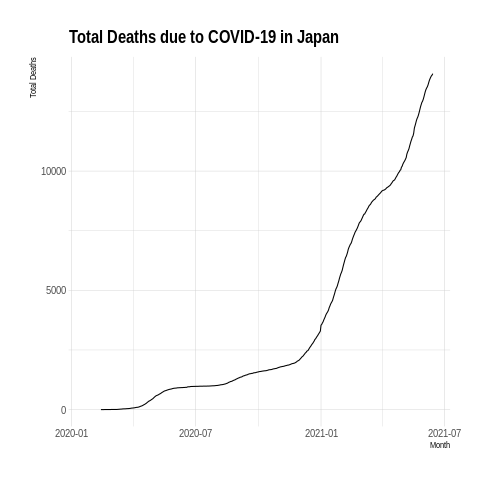 Total Deaths due to COVID-19 in Japan
Total Deaths
10000
5000
0
2020-01 2020-07 2021-01 2021-07
Month